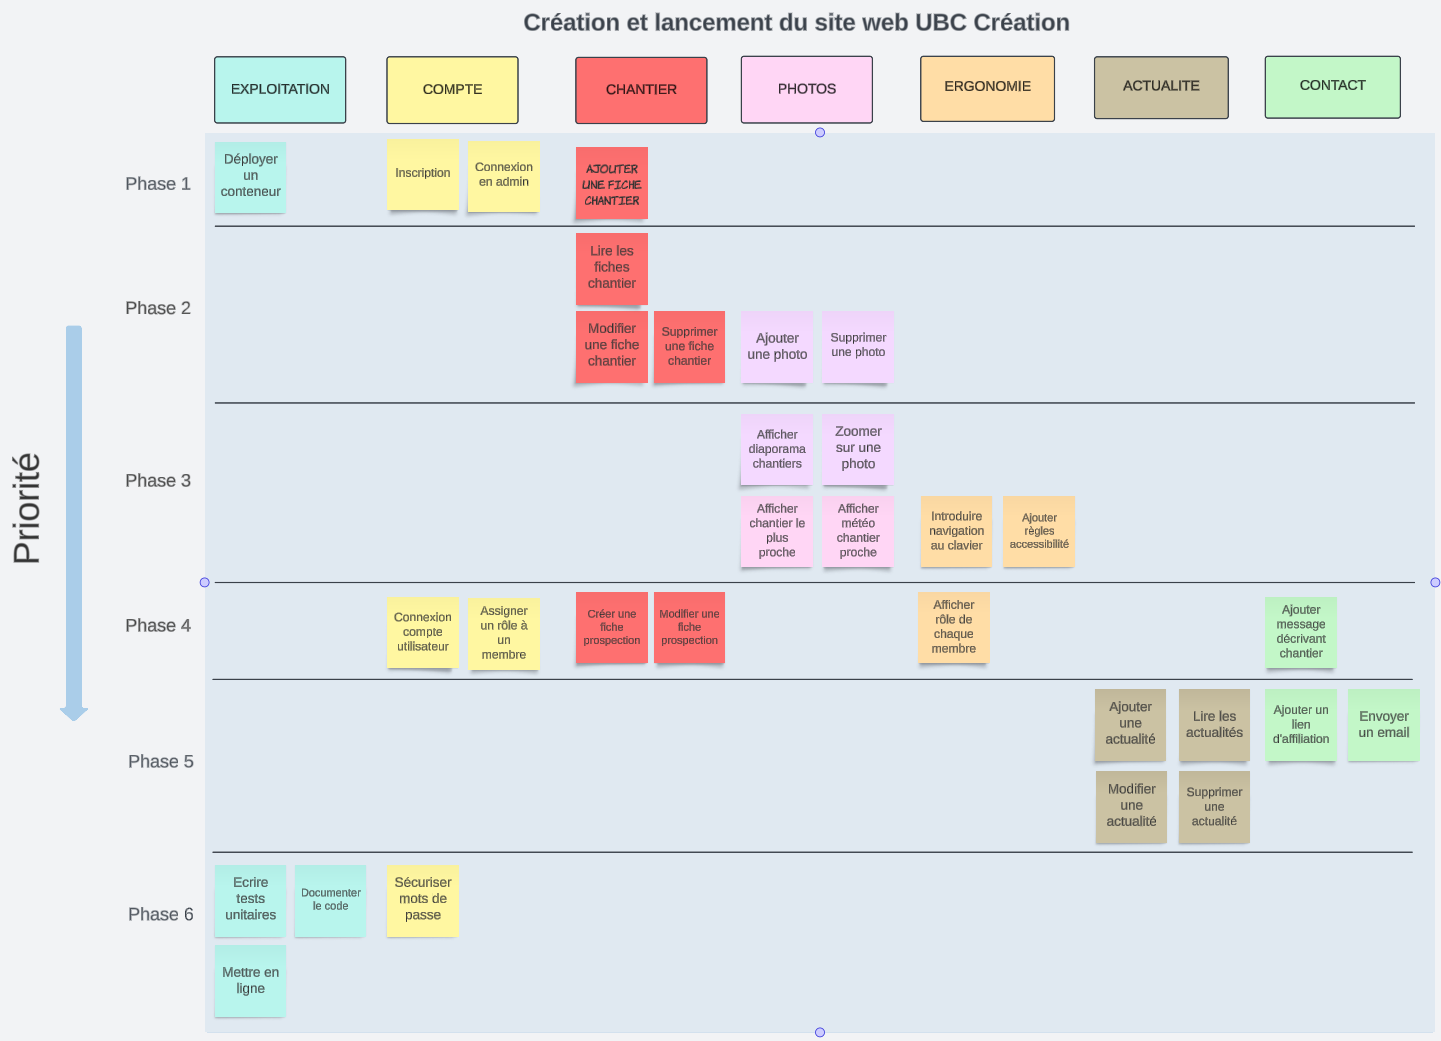 Création et lancement du site web UBC Création
EXPLOITATION
COMPTE
CHANTIER
PHOTOS
ERGONOMIE
ACTUALITE
CONTACT
Priorité
Phase 1
Déployer
un
conteneur
Inscription
Connexion
en admin
AJOUTER
UNE FICHE
CHANTIER
Phase 2
Lire les
fiches
chantier
Modifier
une fiche
chantier
Supprimer
une fiche
chantier
Ajouter
une photo
Supprimer
une photo
Phase 3
Afficher
diaporama
chantiers
Zoomer
sur une
photo
Afficher
chantier le
plus
proche
Afficher
météo
chantier
proche
Introduire
navigation
au clavier
Ajouter
règles
accessibilité
Phase 4
Connexion
compte
utilisateur
Assigner
un rôle à
un
membre
Créer une
fiche
prospection
Modifier une
fiche
prospection
Afficher
rôle de
chaque
membre
Ajouter
message
décrivant
chantier
Phase 5
Ajouter
une
actualité
Lire les
actualités
Ajouter un
lien
d'affiliation
Envoyer
un email
Modifier
une
actualité
Supprimer
une
actualité
Phase 6
Ecrire
tests
unitaires
Documenter
le code
Sécuriser
mots de
passe
Mettre en
ligne